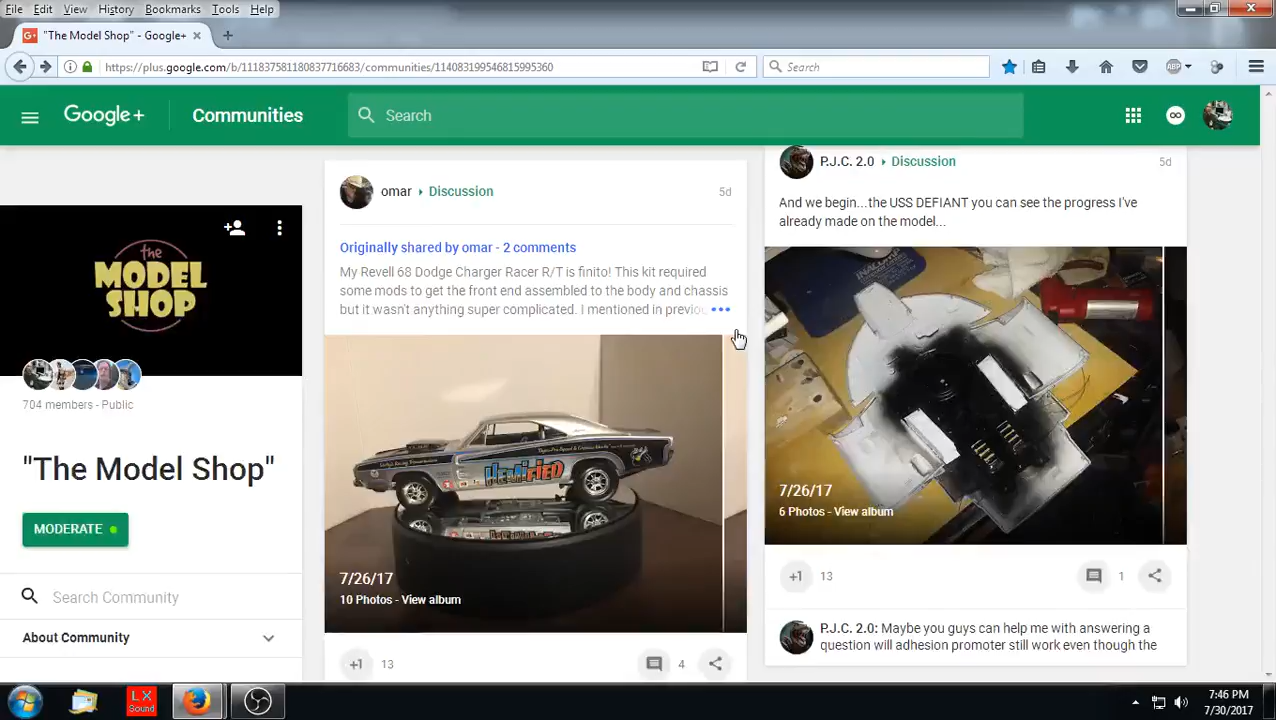 File Edit View History Bookmarks Tools Help
"The Model Shop" - Google+
https://plus.google.com/b/111837581180837716683/communities/114083199546815995360
Search
ABP
Google+ Communities Search
the
MODEL
SHOP
704 members - Public
"The Model Shop"
MODERATE
Search Community
About Community
omar Discussion 5d
Originally shared by omar - 2 comments
My Revell 68 Dodge Charger Racer R/T is finito! This kit required
some mods to get the front end assembled to the body and chassis
but it wasn't anything super complicated. I mentioned in previou
HEMIFIED
7/26/17
10 Photos - View album
+1 13 4
P.J.C. 2.0 Discussion 5d
And we begin...the USS DEFIANT you can see the progress I've
already made on the model...
7/26/17
6 Photos - View album
+1 13 1
P.J.C. 2.0: Maybe you guys can help me with answering a
question will adhesion promoter still work even though the
LX
Sound
7:46 PM
7/30/2017